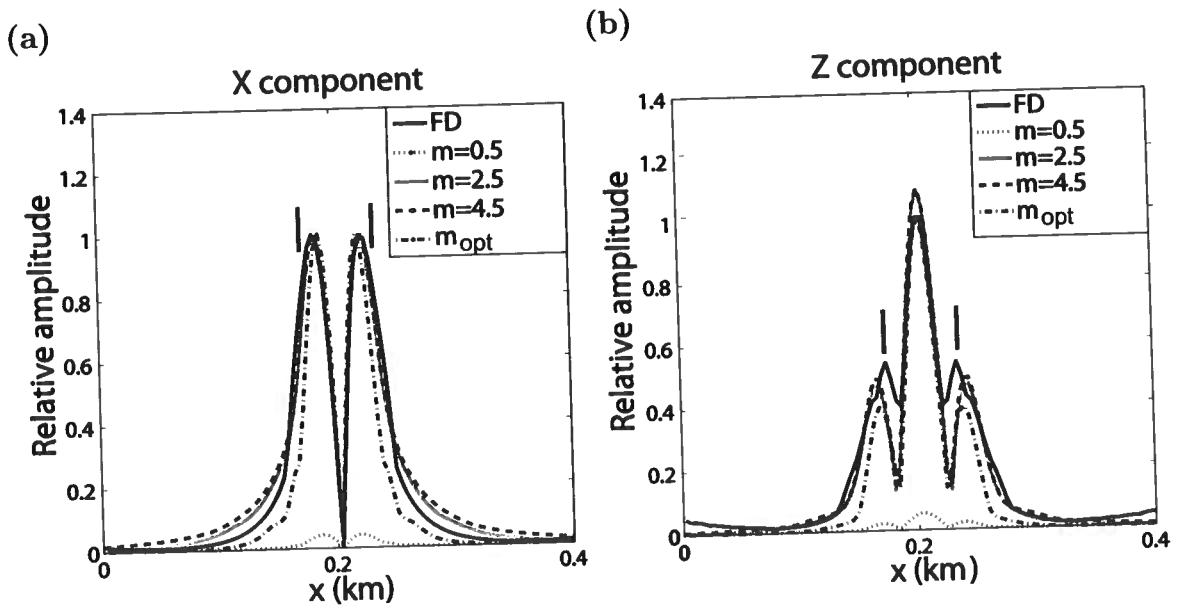 (a)
X component
Relative amplitude
1.4
1.2
1
0.8
0.6
0.4
0.2
0
0
0.2
0.4
x (km)
FD
m=0.5
m=2.5
m=4.5
mopt
(b)
Z component
Relative amplitude
1.4
1.2
1
0.8
0.6
0.4
0.2
0
0
0.2
0.4
x (km)
FD
m=0.5
m=2.5
m=4.5
mopt